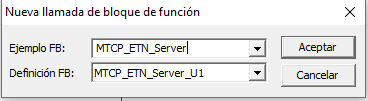 Nueva llamada de bloque de función
Ejemplo FB: MTCP_ETN_Server Aceptar
Definición FB: MTCP_ETN_Server_U1 Cancelar